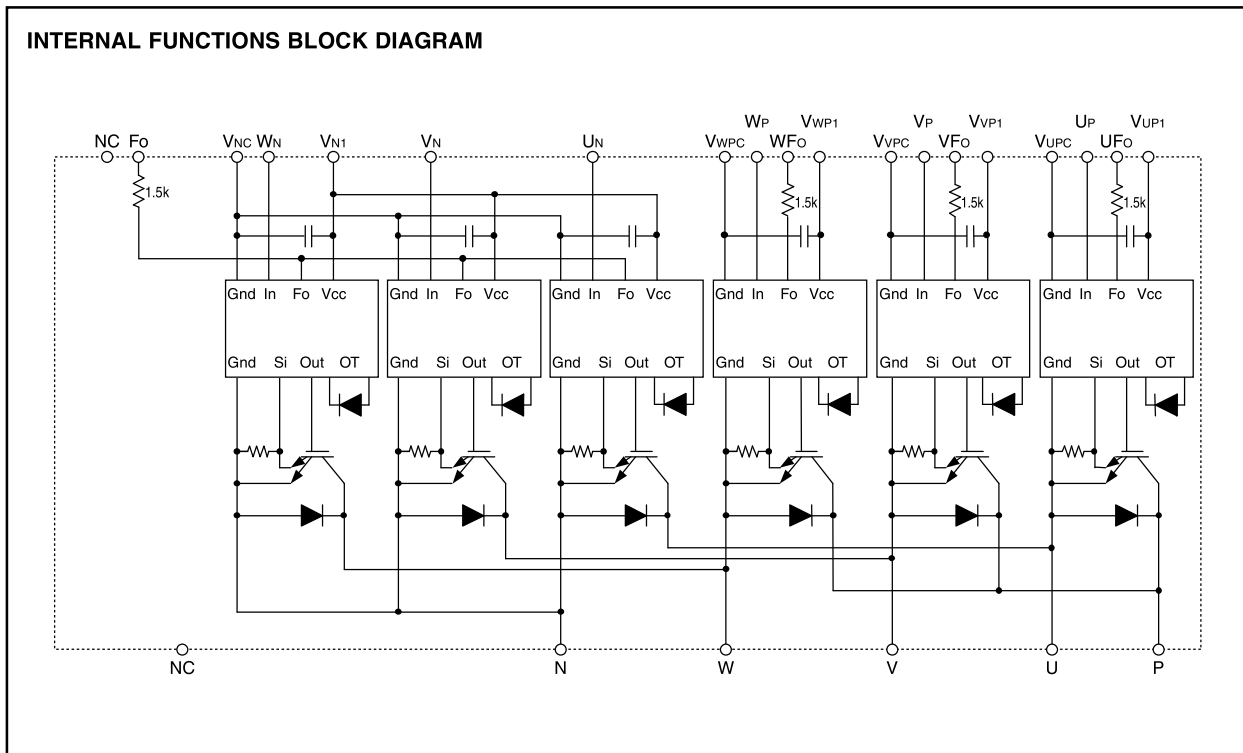 INTERNAL FUNCTIONS BLOCK DIAGRAM
WP VWP1 VP VVP1 UP VUP1
NC Fo VNC WN VN1 VN UN VWPC WFO VVPC VFO VUPC UFO
1.5k 1.5k 1.5k 1.5k
Gnd In Fo Vcc Gnd In Fo Vcc Gnd In Fo Vcc Gnd In Fo Vcc Gnd In Fo Vcc Gnd In Fo Vcc
Gnd Si Out OT Gnd Si Out OT Gnd Si Out OT Gnd Si Out OT Gnd Si Out OT Gnd Si Out OT
NC N W V U P